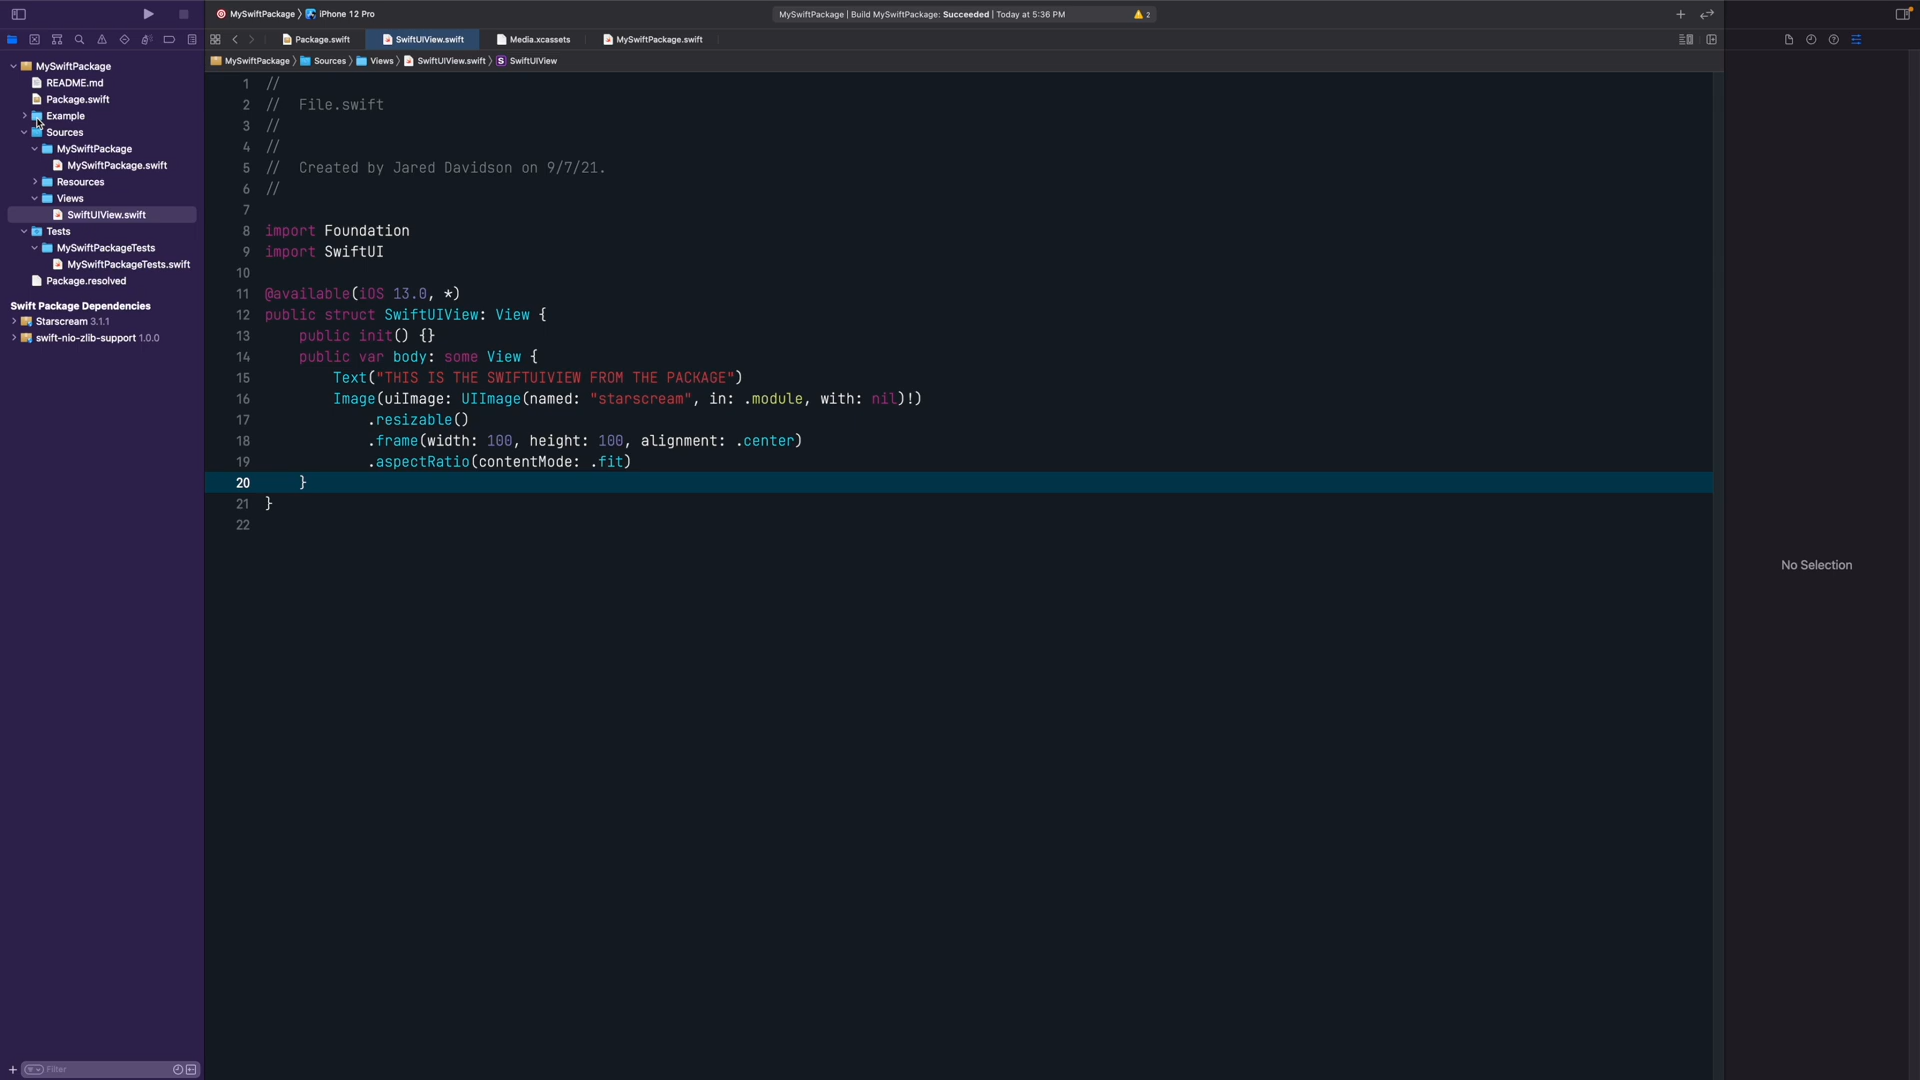 MySwiftPackage 〉 iPhone 12 Pro
MySwiftPackage | Build MySwiftPackage: Succeeded | Today at 5:36 PM
2
Package.swift
SwiftUIView.swift
Media.xcassets
MySwiftPackage.swift
MySwiftPackage 〉 Sources 〉 Views 〉 SwiftUIView.swift 〉 S SwiftUIView
MySwiftPackage
README.md
Package.swift
Example
Sources
MySwiftPackage
MySwiftPackage.swift
Resources
Views
SwiftUIView.swift
Tests
MySwiftPackageTests
MySwiftPackageTests.swift
Package.resolved
Swift Package Dependencies
Starscream 3.1.1
swift-nio-zlib-support 1.0.0
Filter
1 //
2 //  File.swift
3 //
4 //
5 //  Created by Jared Davidson on 9/7/21.
6 //
7
8 import Foundation
9 import SwiftUI
10
11 @available(iOS 13.0, *)
12 public struct SwiftUIView: View {
13     public init() {}
14     public var body: some View {
15         Text("THIS IS THE SWIFTUIVIEW FROM THE PACKAGE")
16         Image(uiImage: UIImage(named: "starscream", in: .module, with: nil)!)
17             .resizable()
18             .frame(width: 100, height: 100, alignment: .center)
19             .aspectRatio(contentMode: .fit)
20     }
21 }
22
No Selection